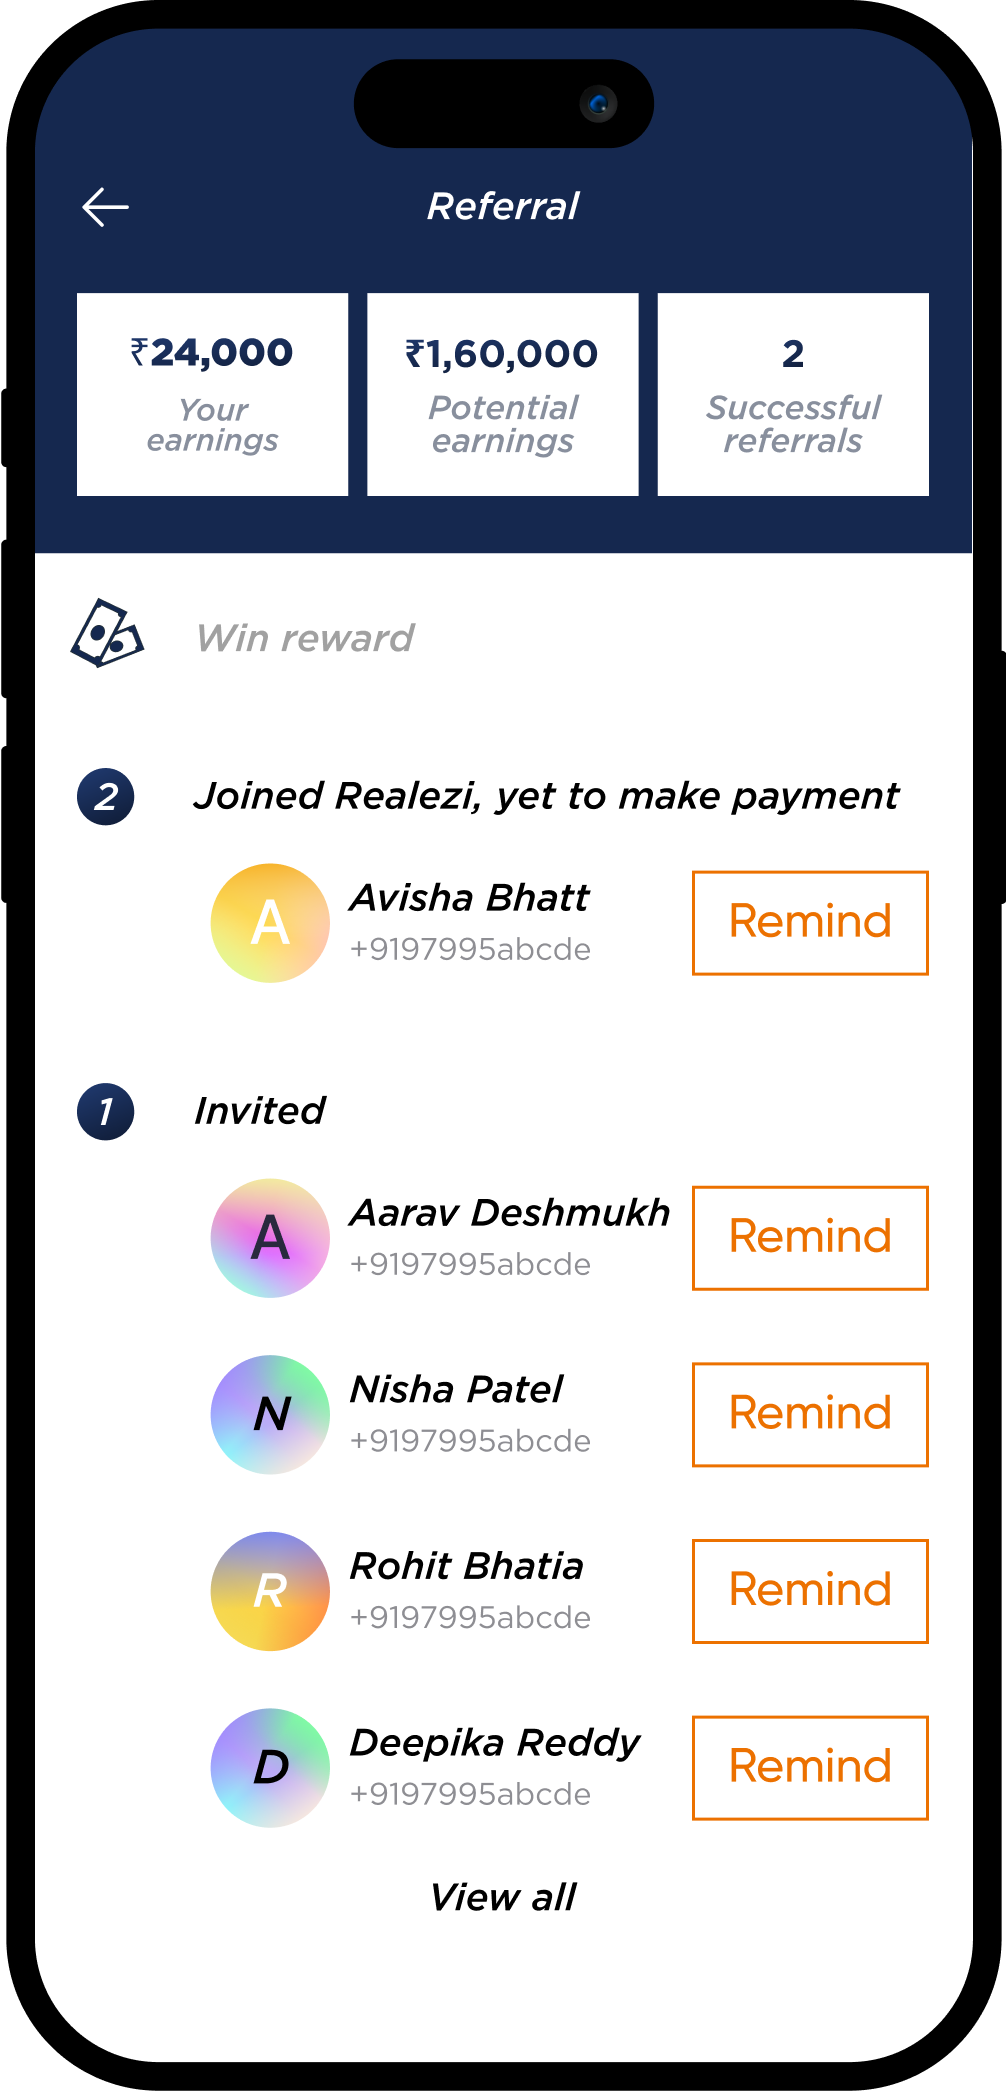 Referral
₹24,000
Your
earnings
₹1,60,000
Potential
earnings
2
Successful
referrals
Win reward
2
Joined Realezi, yet to make payment
A
Avisha Bhatt
+9197995abcde
Remind
1
Invited
A
Aarav Deshmukh
+9197995abcde
Remind
N
Nisha Patel
+9197995abcde
Remind
R
Rohit Bhatia
+9197995abcde
Remind
D
Deepika Reddy
+9197995abcde
Remind
View all